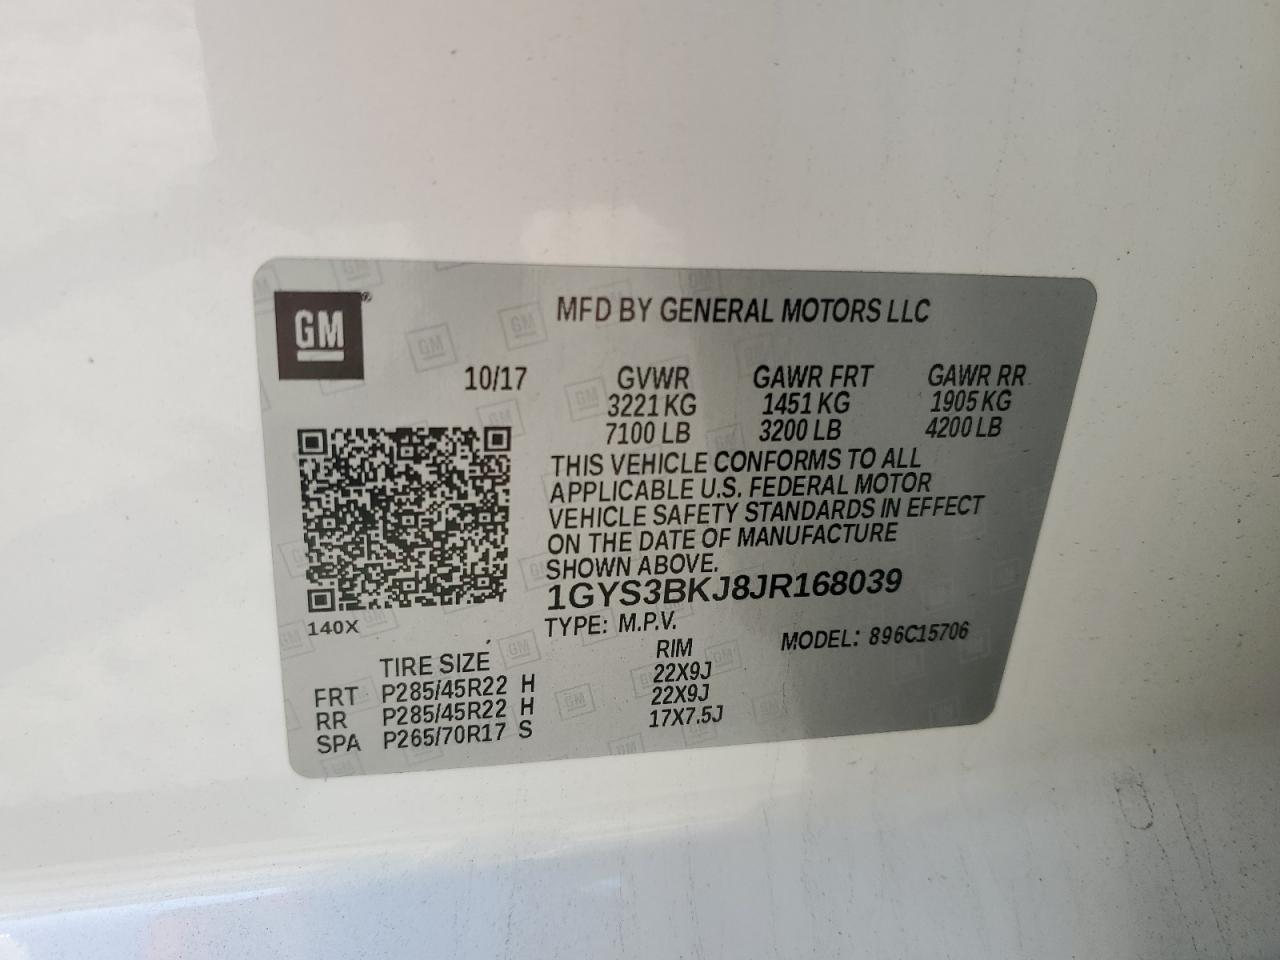 GM
MFD BY GENERAL MOTORS LLC
10/17 GVWR GAWR FRT GAWR RR
3221 KG 1451 KG 1905 KG
7100 LB 3200 LB 4200 LB
THIS VEHICLE CONFORMS TO ALL
APPLICABLE U.S. FEDERAL MOTOR
VEHICLE SAFETY STANDARDS IN EFFECT
ON THE DATE OF MANUFACTURE
SHOWN ABOVE.
1GYS3BKJ8JR168039
140X
TYPE: M.P.V. MODEL: 896C15706
TIRE SIZE RIM
FRT P285/45R22 H 22X9J
RR P285/45R22 H 22X9J
SPA P265/70R17 S 17X7.5J